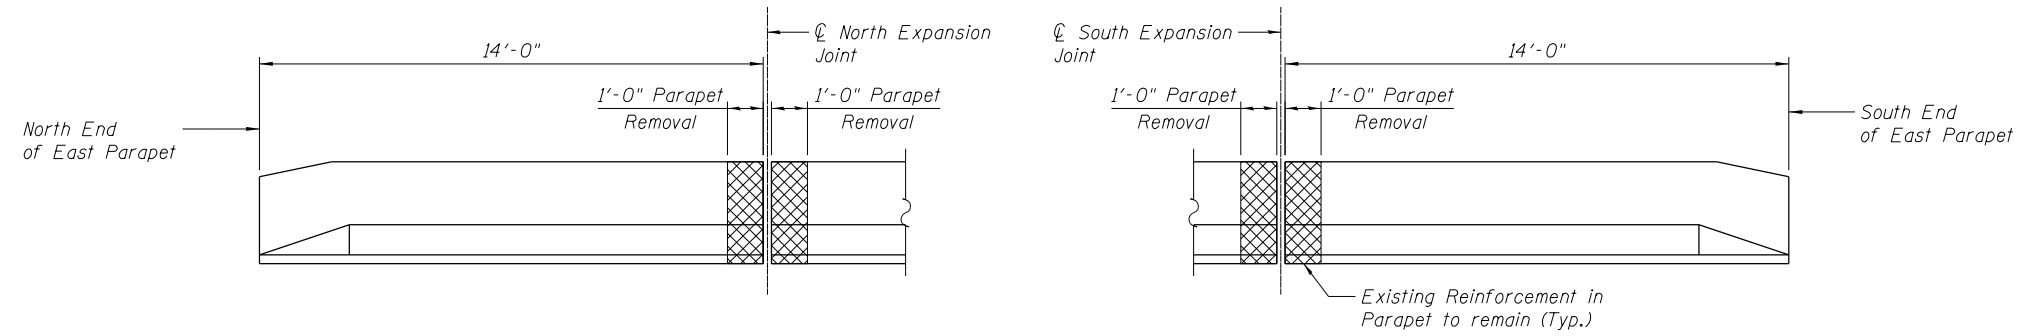 ℄ North Expansion
Joint
℄ South Expansion
Joint
14'-0"
14'-0"
1'-0" Parapet
Removal
1'-0" Parapet
Removal
1'-0" Parapet
Removal
1'-0" Parapet
Removal
North End
of East Parapet
South End
of East Parapet
Existing Reinforcement in
Parapet to remain (Typ.)